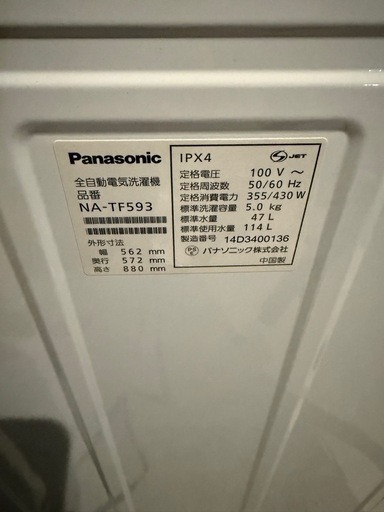 Panasonic
全自動電気洗濯機
品番
NA-TF593
外形寸法
幅 562 mm
奥行 572 mm
高さ 880 mm
IPX4
S JET
定格電圧 100 V ～
定格周波数 50/60 Hz
定格消費電力 355/430 W
標準洗濯容量 5.0 kg
標準水量 47 L
標準使用水量 114 L
製造番号 14D3400136
パナソニック株式会社
中国製